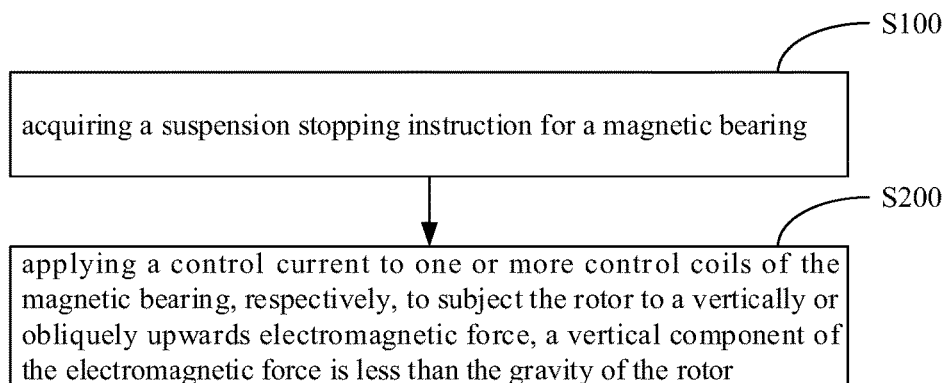 S100
acquiring a suspension stopping instruction for a magnetic bearing
S200
applying a control current to one or more control coils of the
magnetic bearing, respectively, to subject the rotor to a vertically or
obliquely upwards electromagnetic force, a vertical component of
the electromagnetic force is less than the gravity of the rotor